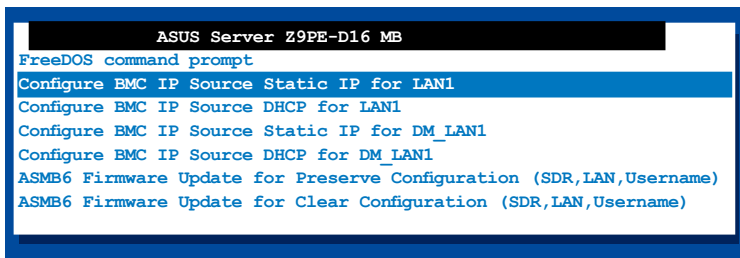 ASUS Server Z9PE-D16 MB
FreeDOS command prompt
Configure BMC IP Source Static IP for LAN1
Configure BMC IP Source DHCP for LAN1
Configure BMC IP Source Static IP for DM_LAN1
Configure BMC IP Source DHCP for DM_LAN1
ASMB6 Firmware Update for Preserve Configuration (SDR,LAN,Username)
ASMB6 Firmware Update for Clear Configuration (SDR,LAN,Username)